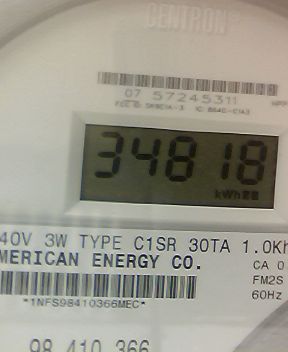 CENTRON®
07 57245311
34818
kWh
40V 3W TYPE C1SR 30TA 1.0Kh
MERICAN ENERGY CO.
CA 0
FM2S
*1NFS98410366MEC*
60Hz
98 410 366